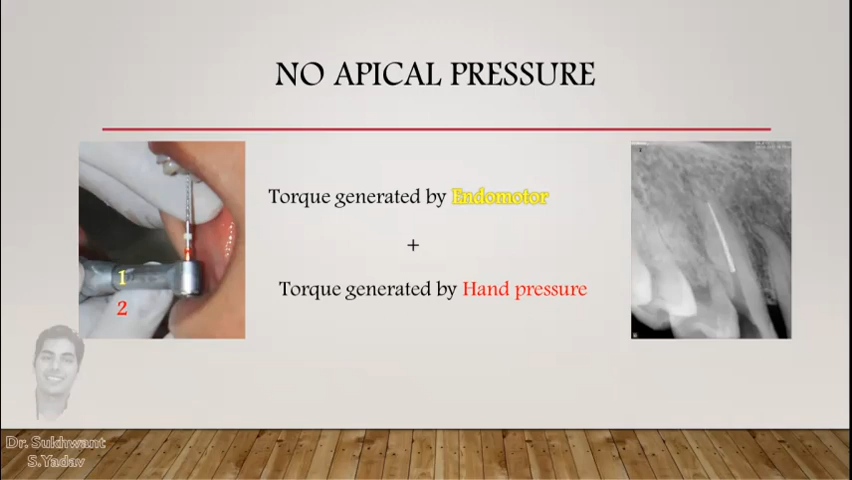 NO APICAL PRESSURE
Torque generated by Endomotor
+
Torque generated by Hand pressure
1
2
Dr. Sukhwant
S.Yadav